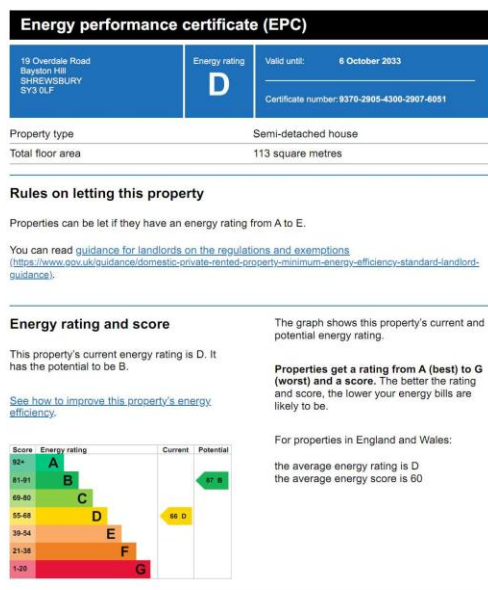 Energy performance certificate (EPC)
19 Overdale Road
Bayston Hill
SHREWSBURY
SY3 0LF
Energy rating
D
Valid until: 6 October 2033
Certificate number: 9370-2905-4300-2907-6051
Property type Semi-detached house
Total floor area 113 square metres
Rules on letting this property
Properties can be let if they have an energy rating from A to E.
You can read guidance for landlords on the regulations and exemptions
(https://www.gov.uk/guidance/domestic-private-rented-property-minimum-energy-efficiency-standard-landlord-
guidance).
Energy rating and score
This property's current energy rating is D. It
has the potential to be B.
See how to improve this property's energy
efficiency.
Score Energy rating Current Potential
92+ A
81-91 B 87 B
69-80 C
55-68 D 66 D
39-54 E
21-38 F
1-20 G
The graph shows this property's current and
potential energy rating.
Properties get a rating from A (best) to G
(worst) and a score. The better the rating
and score, the lower your energy bills are
likely to be.
For properties in England and Wales:
the average energy rating is D
the average energy score is 60